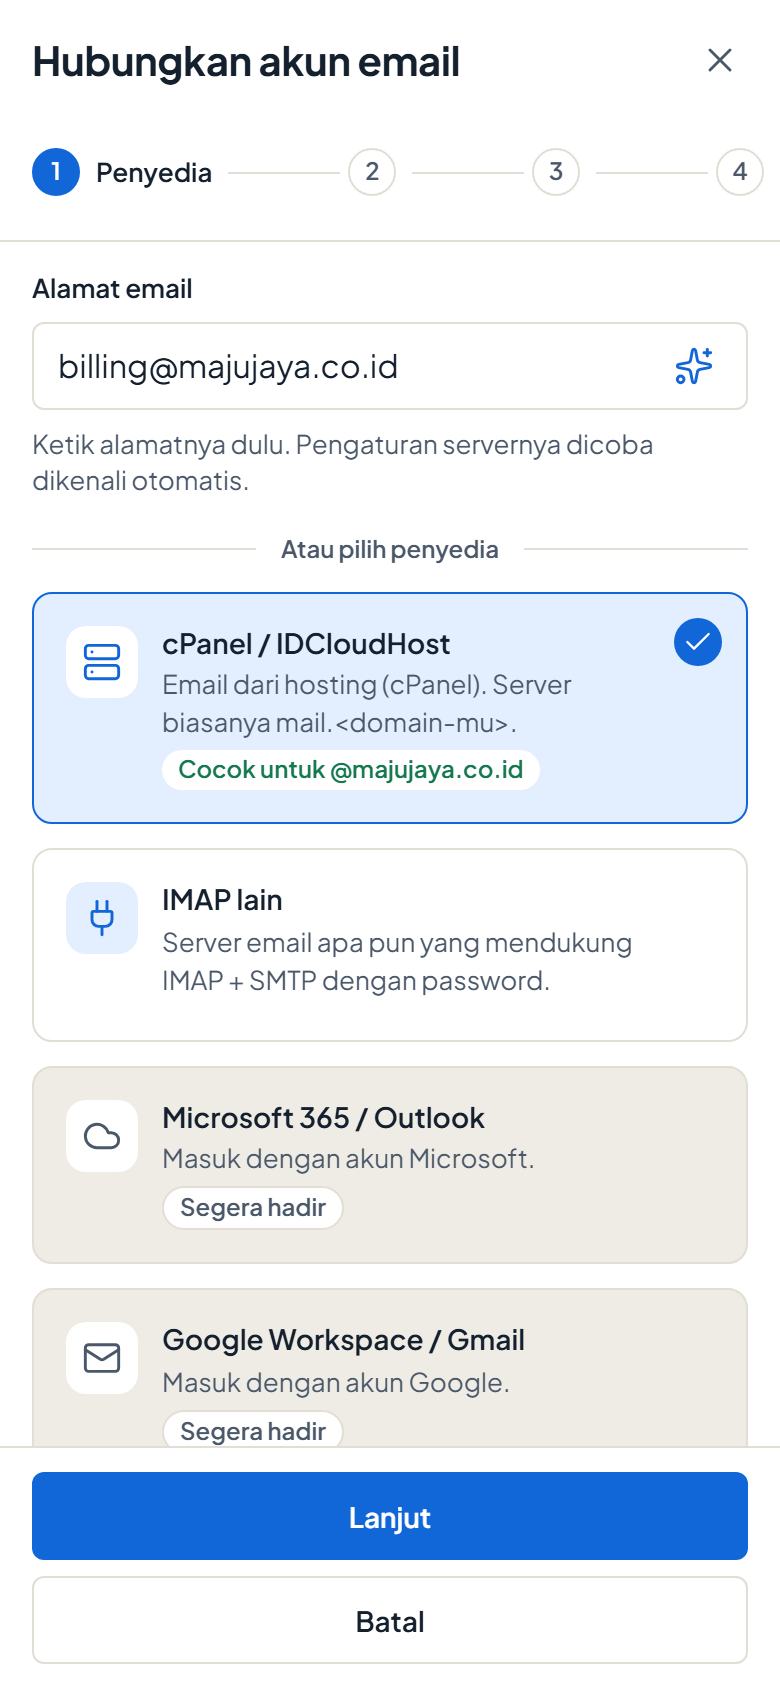 Hubungkan akun email
1 Penyedia 2 3 4
Alamat email
billing@majujaya.co.id
Ketik alamatnya dulu. Pengaturan servernya dicoba
dikenali otomatis.
Atau pilih penyedia
cPanel / IDCloudHost
Email dari hosting (cPanel). Server
biasanya mail.<domain-mu>.
Cocok untuk @majujaya.co.id
IMAP lain
Server email apa pun yang mendukung
IMAP + SMTP dengan password.
Microsoft 365 / Outlook
Masuk dengan akun Microsoft.
Segera hadir
Google Workspace / Gmail
Masuk dengan akun Google.
Segera hadir
Lanjut
Batal